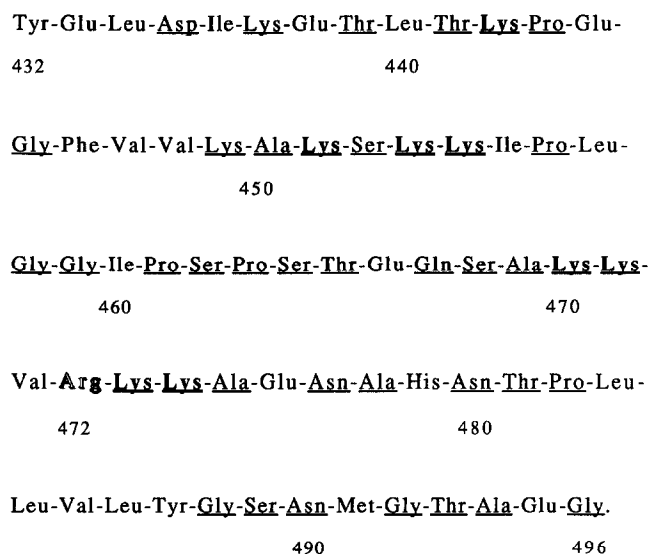 Tyr-Glu-Leu-Asp-Ile-Lys-Glu-Thr-Leu-Thr-Lys-Pro-Glu-
432 440
Gly-Phe-Val-Val-Lys-Ala-Lys-Ser-Lys-Lys-Ile-Pro-Leu-
450
Gly-Gly-Ile-Pro-Ser-Pro-Ser-Thr-Glu-Gln-Ser-Ala-Lys-Lys-
460 470
Val-Arg-Lys-Lys-Ala-Glu-Asn-Ala-His-Asn-Thr-Pro-Leu-
472 480
Leu-Val-Leu-Tyr-Gly-Ser-Asn-Met-Gly-Thr-Ala-Glu-Gly.
490 496